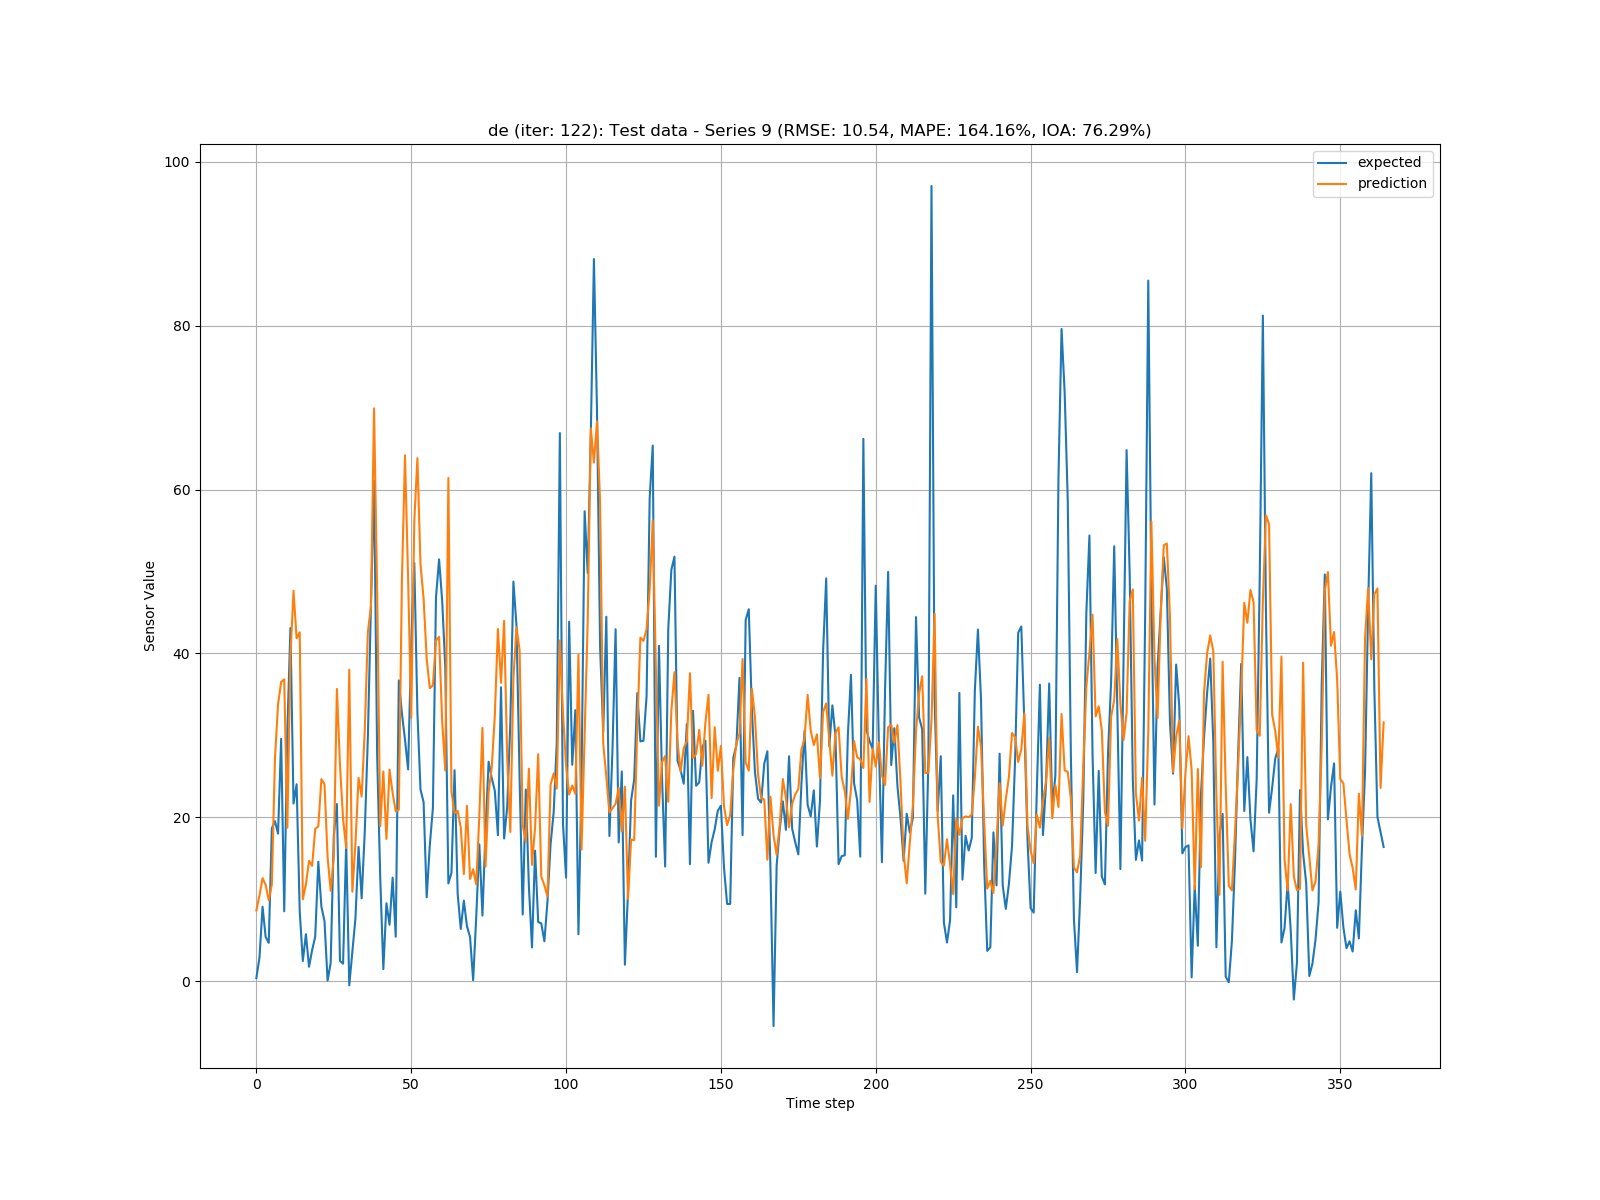 de (iter: 122): Test data - Series 9 (RMSE: 10.54, MAPE: 164.16%, IOA: 76.29%)
expected
prediction
100
80
60
40
20
0
Sensor Value
0 50 100 150 200 250 300 350
Time step